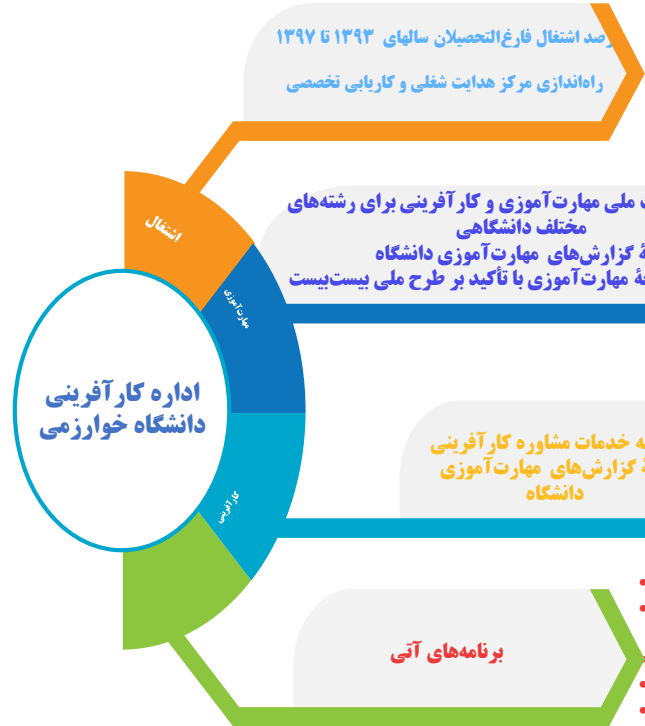 رصد اشتغال فارغ‌التحصیلان سالهای ۱۳۹۳ تا ۱۳۹۷
راه‌اندازی مرکز هدایت شغلی و کاریابی تخصصی
اشتغال
ملی مهارت‌آموزی و کارآفرینی برای رشته‌های
مختلف دانشگاهی
گزارش‌های مهارت‌آموزی دانشگاه
مهارت‌آموزی با تأکید بر طرح ملی بیست‌بیست
مهارت‌آموزی
اداره کارآفرینی
دانشگاه خوارزمی
خدمات مشاوره کارآفرینی
گزارش‌های مهارت‌آموزی
دانشگاه
کارآفرینی
برنامه‌های آتی